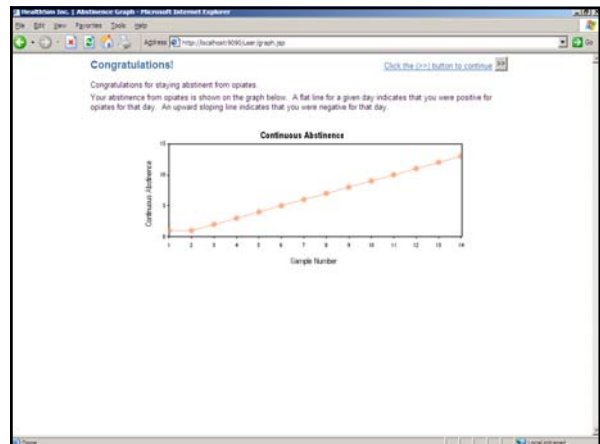 HealthSim Inc. | Abstinence Graph - Microsoft Internet Explorer
File Edit View Favorites Tools Help
Address http://localhost:9090/user/graph.jsp Go
Congratulations!
Click the (>>) button to continue >>
Congratulations for staying abstinent from opiates.
Your abstinence from opiates is shown on the graph below. A flat line for a given day indicates that you were positive for
opiates for that day. An upward sloping line indicates that you were negative for that day.
Continuous Abstinence
15
10
5
0
Continuous Abstinence
1 2 3 4 5 6 7 8 9 10 11 12 13 14
Sample Number
Done Local intranet